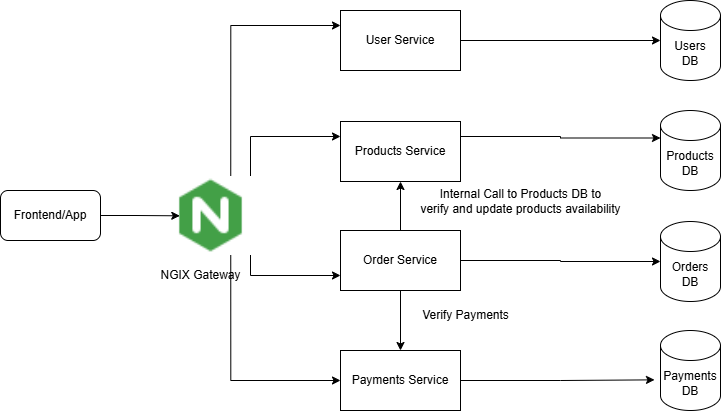 User Service
Users
DB
Products Service
Products
DB
Internal Call to Products DB to
verify and update products availability
Frontend/App
N
NGIX Gateway
Order Service
Orders
DB
Verify Payments
Payments Service
Payments
DB